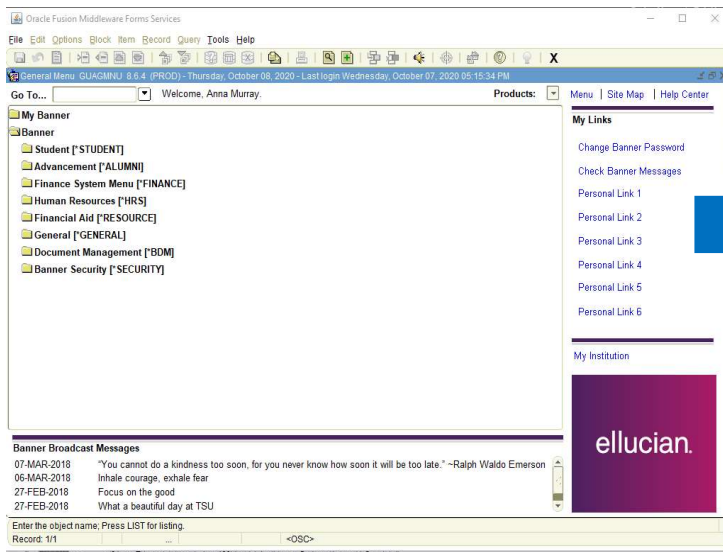 Oracle Fusion Middleware Forms Services
File Edit Options Block Item Record Query Tools Help
X
General Menu GUAGMNU 8.6.4 (PROD) - Thursday, October 08, 2020 - Last login Wednesday, October 07, 2020 05:15:34 PM
Go To... Welcome, Anna Murray. Products: Menu | Site Map | Help Center
My Banner
Banner
Student [*STUDENT]
Advancement [*ALUMNI]
Finance System Menu [*FINANCE]
Human Resources [*HRS]
Financial Aid [*RESOURCE]
General [*GENERAL]
Document Management [*BDM]
Banner Security [*SECURITY]
My Links
Change Banner Password
Check Banner Messages
Personal Link 1
Personal Link 2
Personal Link 3
Personal Link 4
Personal Link 5
Personal Link 6
My Institution
ellucian.
Banner Broadcast Messages
07-MAR-2018 "You cannot do a kindness too soon, for you never know how soon it will be too late." ~Ralph Waldo Emerson
06-MAR-2018 Inhale courage, exhale fear
27-FEB-2018 Focus on the good
27-FEB-2018 What a beautiful day at TSU
Enter the object name; Press LIST for listing.
Record: 1/1 ... <OSC>